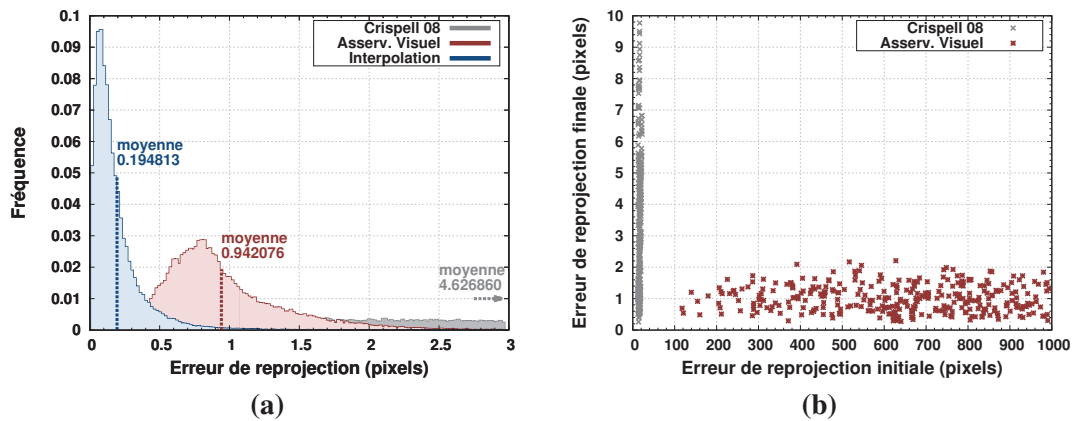 0.1
0.09
0.08
0.07
0.06
0.05
0.04
0.03
0.02
0.01
0
Fréquence
Crispell 08
Asserv. Visuel
Interpolation
moyenne
0.194813
moyenne
0.942076
moyenne
4.626860
0 0.5 1 1.5 2 2.5 3
Erreur de reprojection (pixels)
(a)
10
9
8
7
6
5
4
3
2
1
0
Erreur de reprojection finale (pixels)
Crispell 08
Asserv. Visuel
0 100 200 300 400 500 600 700 800 900 1000
Erreur de reprojection initiale (pixels)
(b)